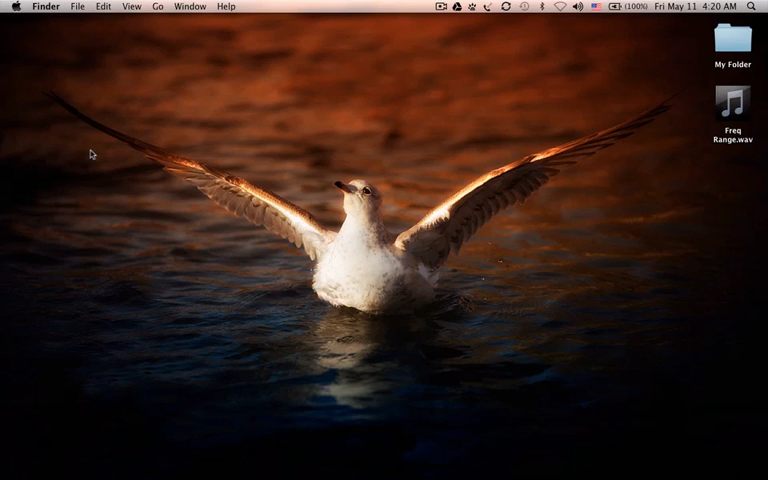 Finder File Edit View Go Window Help (100%) Fri May 11 4:20 AM
My Folder
Freq
Range.wav